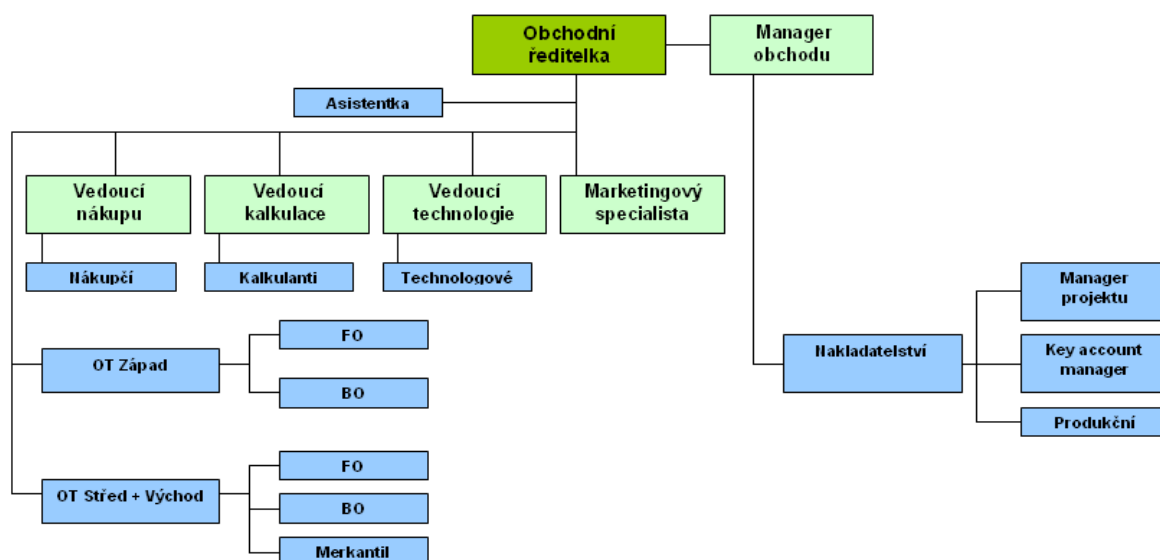 Obchodní
ředitelka
Manager
obchodu
Asistentka
Vedoucí
nákupu
Vedoucí
kalkulace
Vedoucí
technologie
Marketingový
specialista
Nákupčí
Kalkulanti
Technologové
Manager
projektu
FO
OT Západ
BO
Nakladatelství
Key account
manager
Produkční
FO
OT Střed + Východ
BO
Merkantil